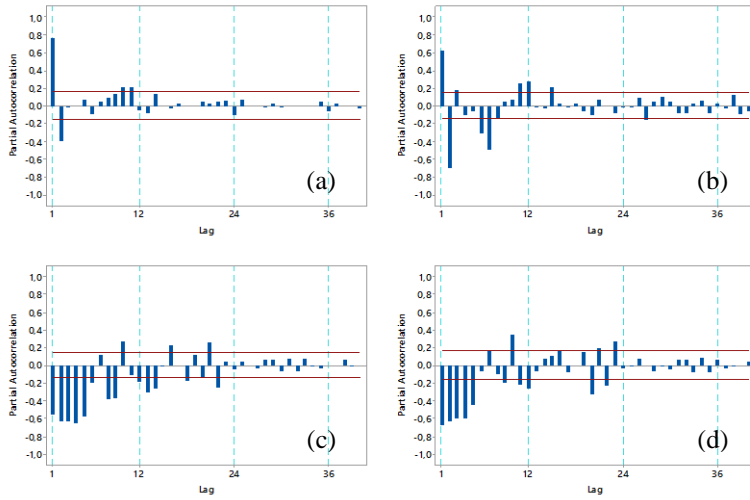 1,0
0,8
0,6
0,4
0,2
0,0
-0,2
-0,4
-0,6
-0,8
-1,0
Partial Autocorrelation
1 12 24 36
Lag
(a)
1,0
0,8
0,6
0,4
0,2
0,0
-0,2
-0,4
-0,6
-0,8
-1,0
Partial Autocorrelation
1 12 24 36
Lag
(b)
1,0
0,8
0,6
0,4
0,2
0,0
-0,2
-0,4
-0,6
-0,8
-1,0
Partial Autocorrelation
1 12 24 36
Lag
(c)
1,0
0,8
0,6
0,4
0,2
0,0
-0,2
-0,4
-0,6
-0,8
-1,0
Partial Autocorrelation
1 12 24 36
Lag
(d)